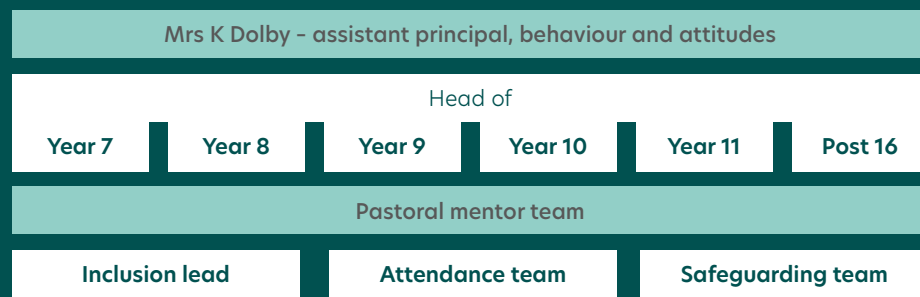 Mrs K Dolby – assistant principal, behaviour and attitudes
Head of
Year 7 Year 8 Year 9 Year 10 Year 11 Post 16
Pastoral mentor team
Inclusion lead Attendance team Safeguarding team